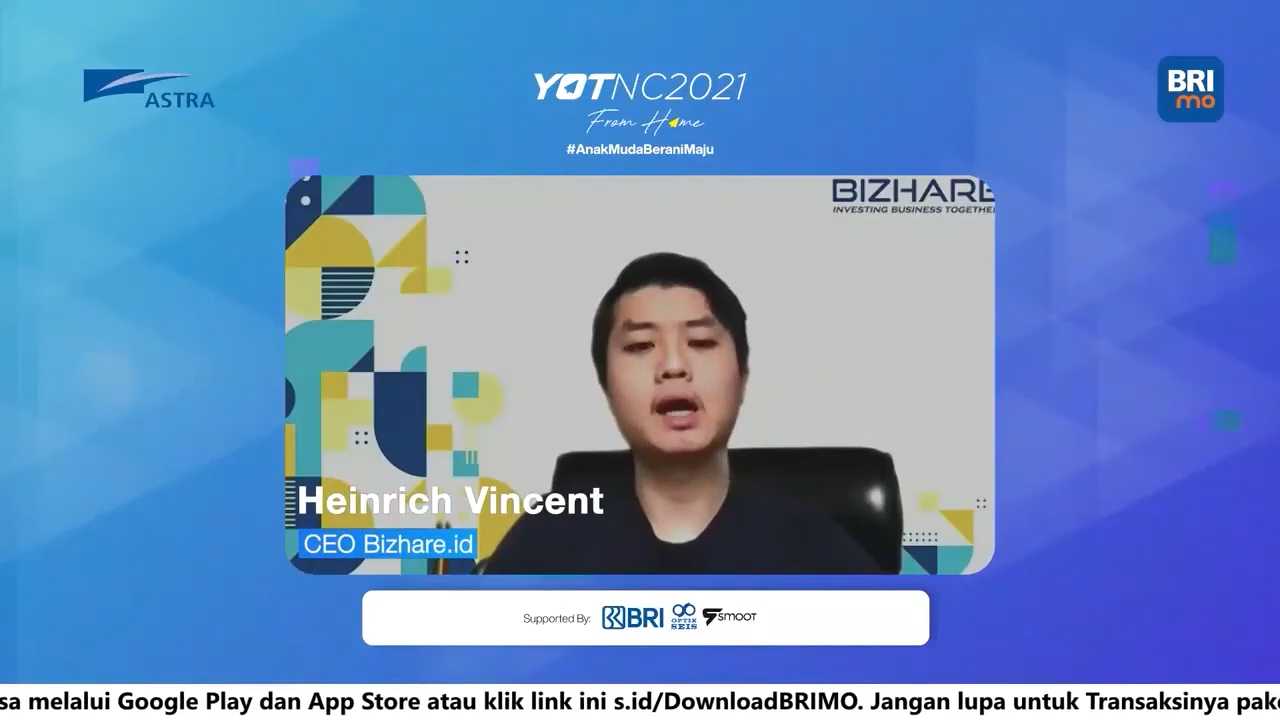 ASTRA
YOTNC2021
From Home
#AnakMudaBeraniMaju
BRI
mo
BIZHARE
INVESTING BUSINESS TOGETHER
Heinrich Vincent
CEO Bizhare.id
Supported By:
BRI
OPTIK
SEIS
SMOOT
sa melalui Google Play dan App Store atau klik link ini s.id/DownloadBRIMO. Jangan lupa untuk Transaksinya pak